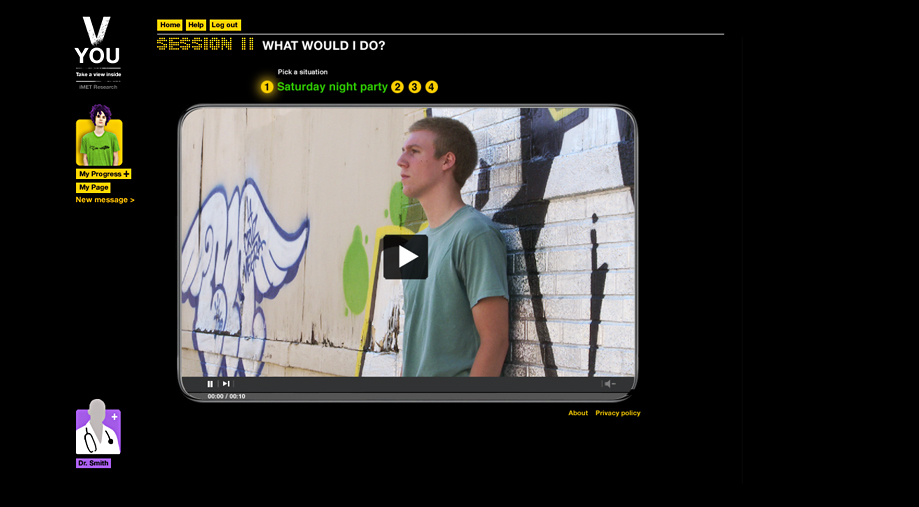 V
YOU
Take a view inside
iMET Research
Home Help Log out
SESSION II WHAT WOULD I DO?
Pick a situation
1 Saturday night party 2 3 4
My Progress +
My Page
New message >
00:00 / 00:10
About Privacy policy
+
Dr. Smith